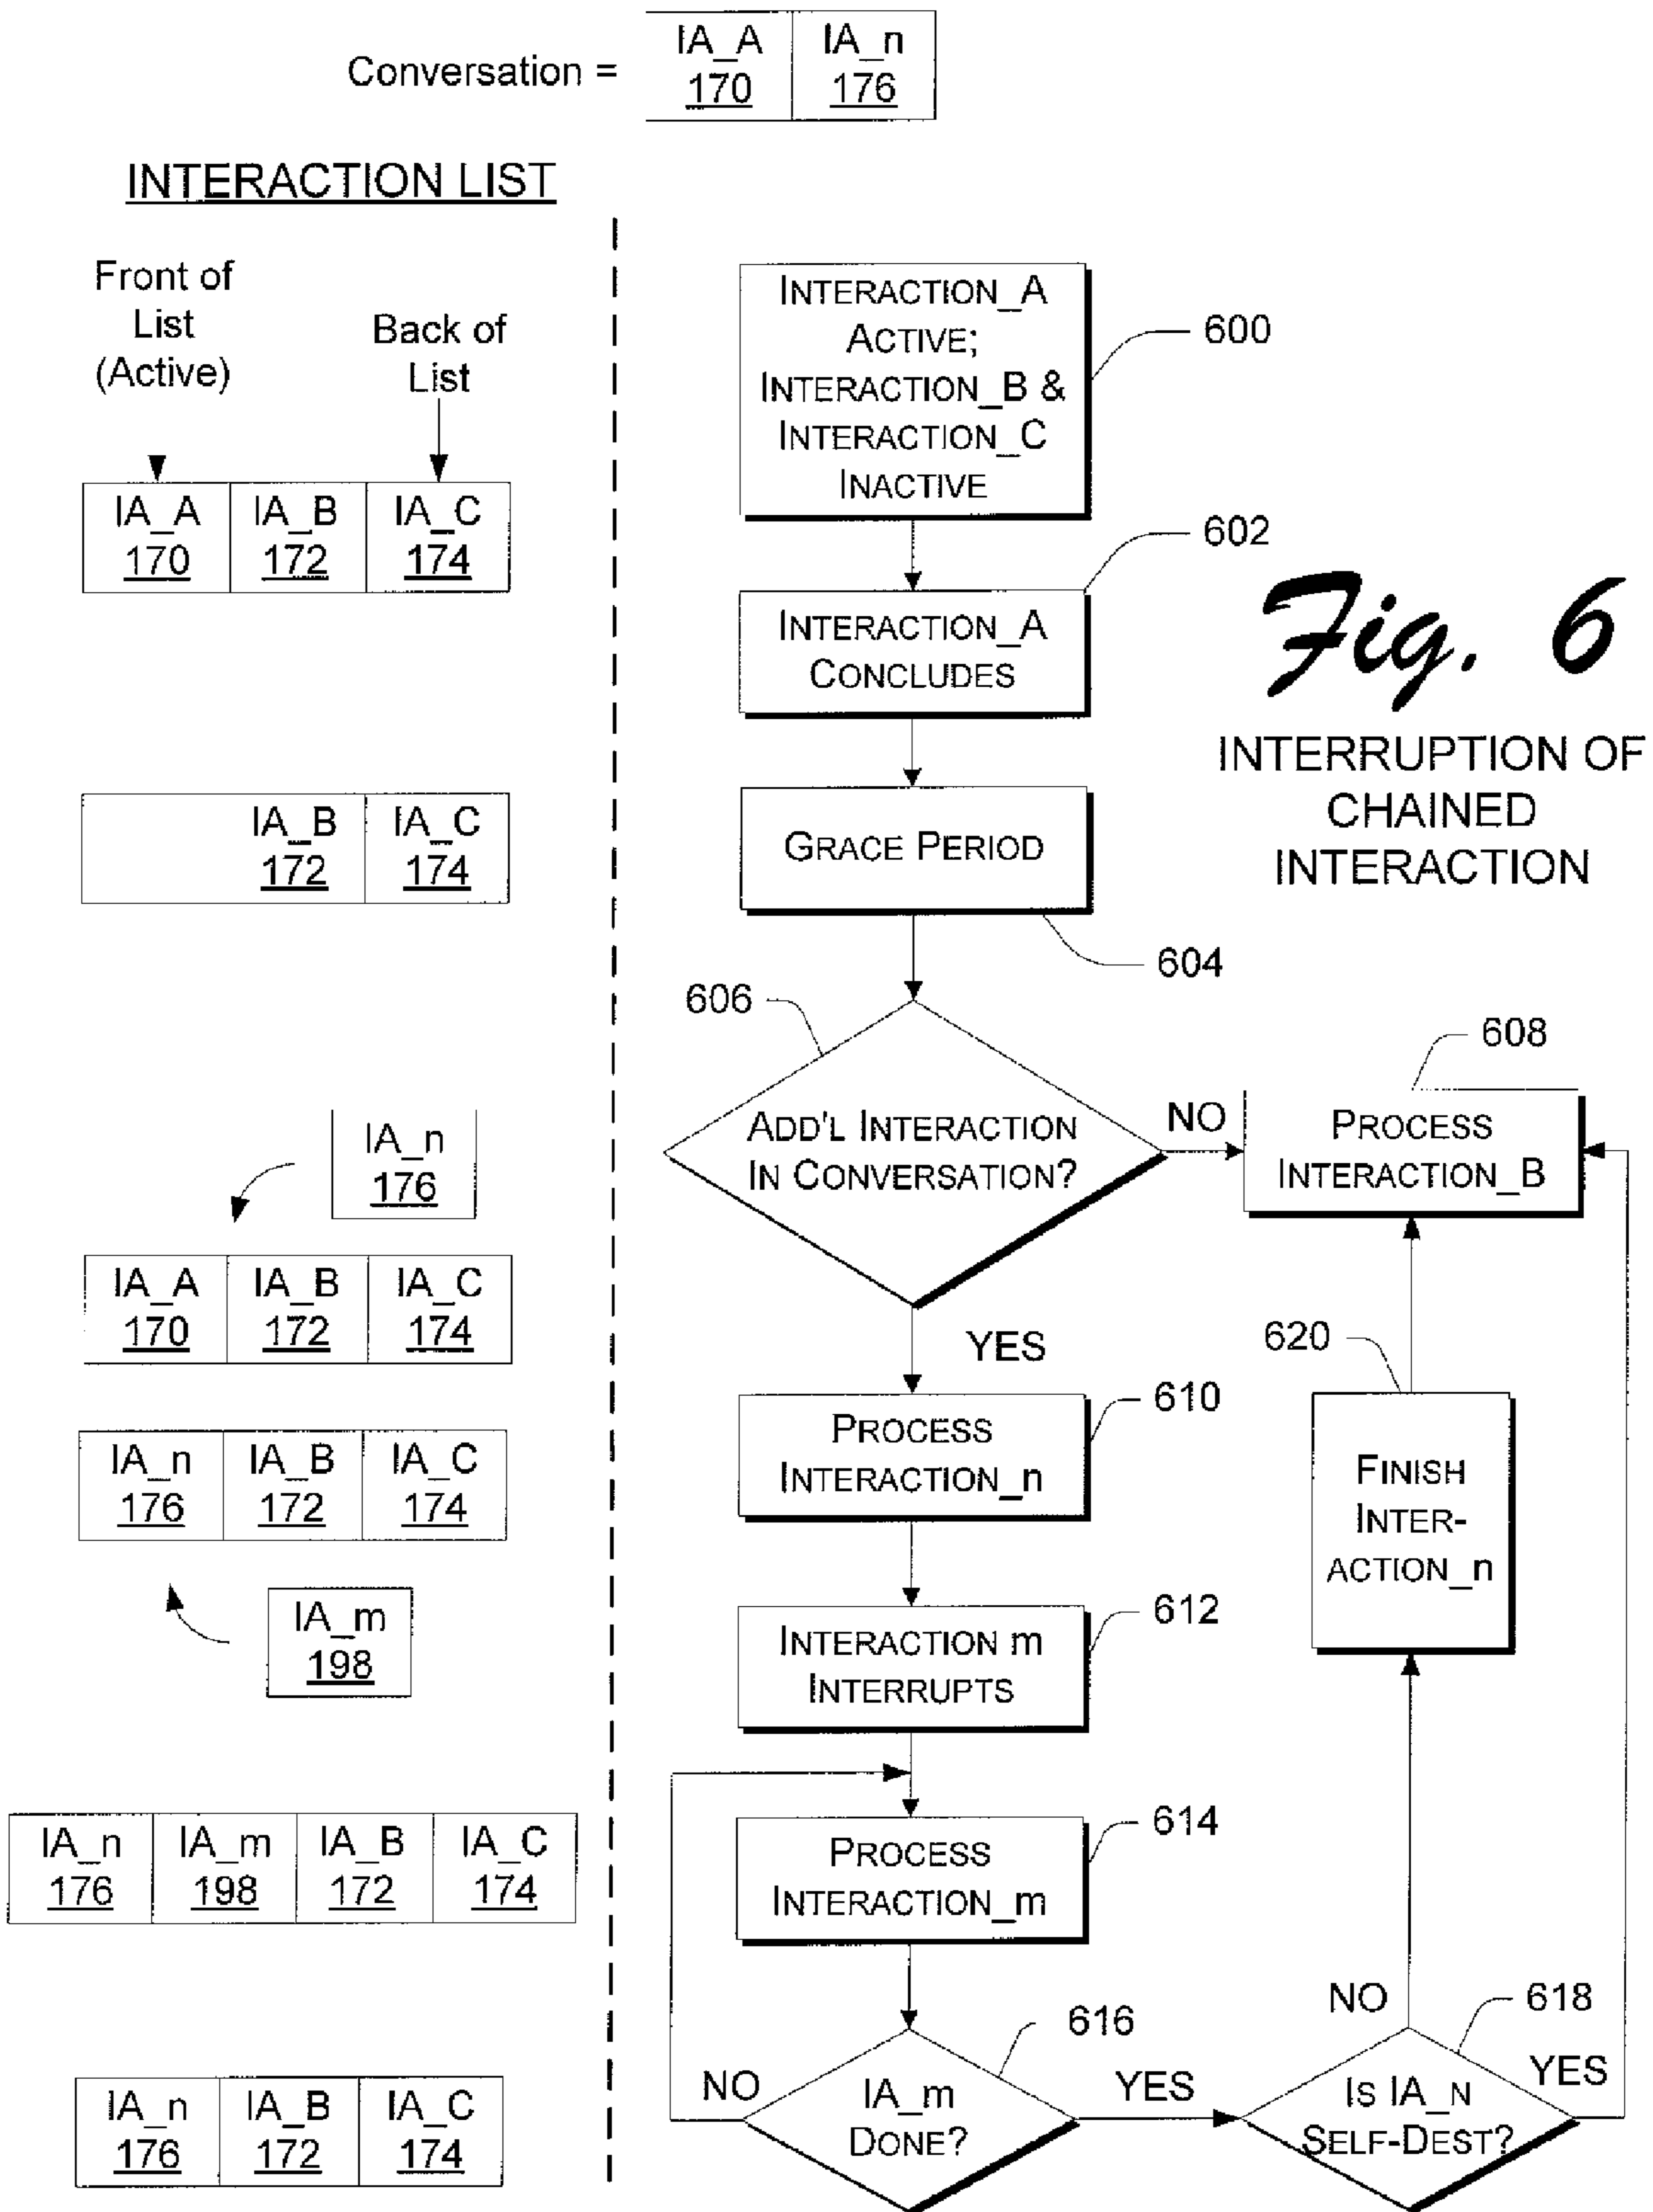 Conversation =
IA_A
170
IA_n
176
INTERACTION LIST
Front of
List
(Active)
Back of
List
IA_A
170
IA_B
172
IA_C
174
IA_B
172
IA_C
174
IA_n
176
IA_A
170
IA_B
172
IA_C
174
IA_n
176
IA_B
172
IA_C
174
IA_m
198
IA_n
176
IA_m
198
IA_B
172
IA_C
174
IA_n
176
IA_B
172
IA_C
174
INTERACTION_A
ACTIVE;
INTERACTION_B &
INTERACTION_C
INACTIVE
600
INTERACTION_A
CONCLUDES
602
GRACE PERIOD
604
606
ADD'L INTERACTION
IN CONVERSATION?
NO
YES
608
PROCESS
INTERACTION_B
PROCESS
INTERACTION_n
610
INTERACTION m
INTERRUPTS
612
PROCESS
INTERACTION_m
614
IA_m
DONE?
616
NO
YES
IS IA_N
SELF-DEST?
618
NO
YES
620
FINISH
INTER-
ACTION_n
Fig. 6
INTERRUPTION OF
CHAINED
INTERACTION